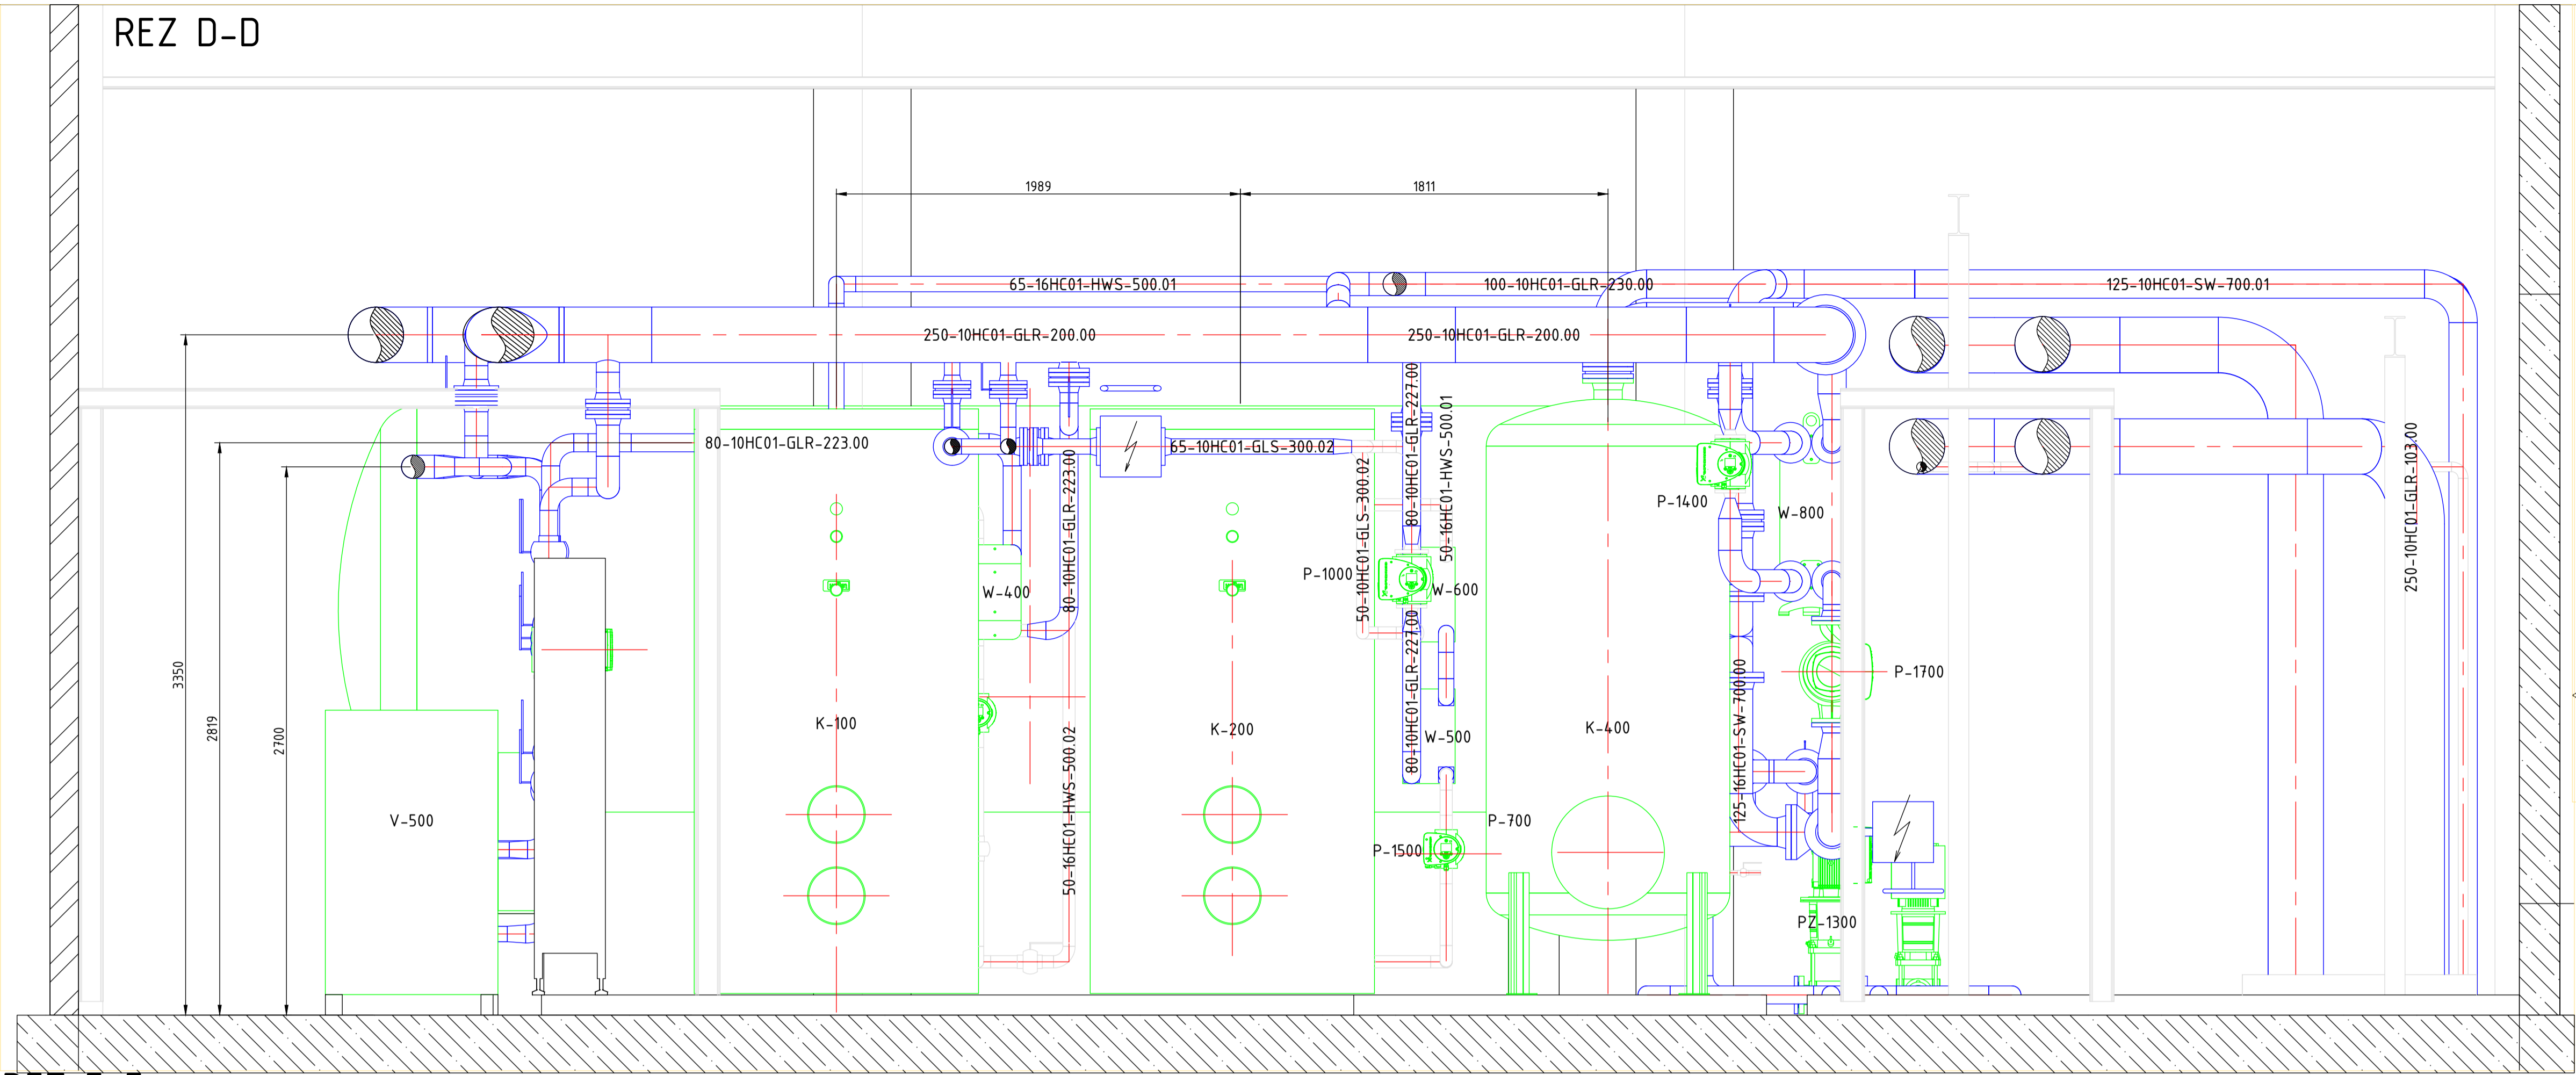 REZ D-D
1989
1811
65-16HC01-HWS-500.01
100-10HC01-GLR-230.00
125-10HC01-SW-700.01
250-10HC01-GLR-200.00
250-10HC01-GLR-200.00
80-10HC01-GLR-223.00
65-10HC01-GLS-300.02
80-10HC01-GLR-223.00
50-10HC01-GLS-300.02
80-10HC01-GLR-227.00
50-16HC01-HWS-500.01
250-10HC01-GLR-103.00
P-1400
W-800
W-400
P-1000
W-600
3350
2819
2700
P-1700
K-100
K-200
W-500
K-400
80-10HC01-GLR-227.00
50-16HC01-HWS-500.02
125-16HC01-SW-700.00
V-500
P-700
P-1500
PZ-1300